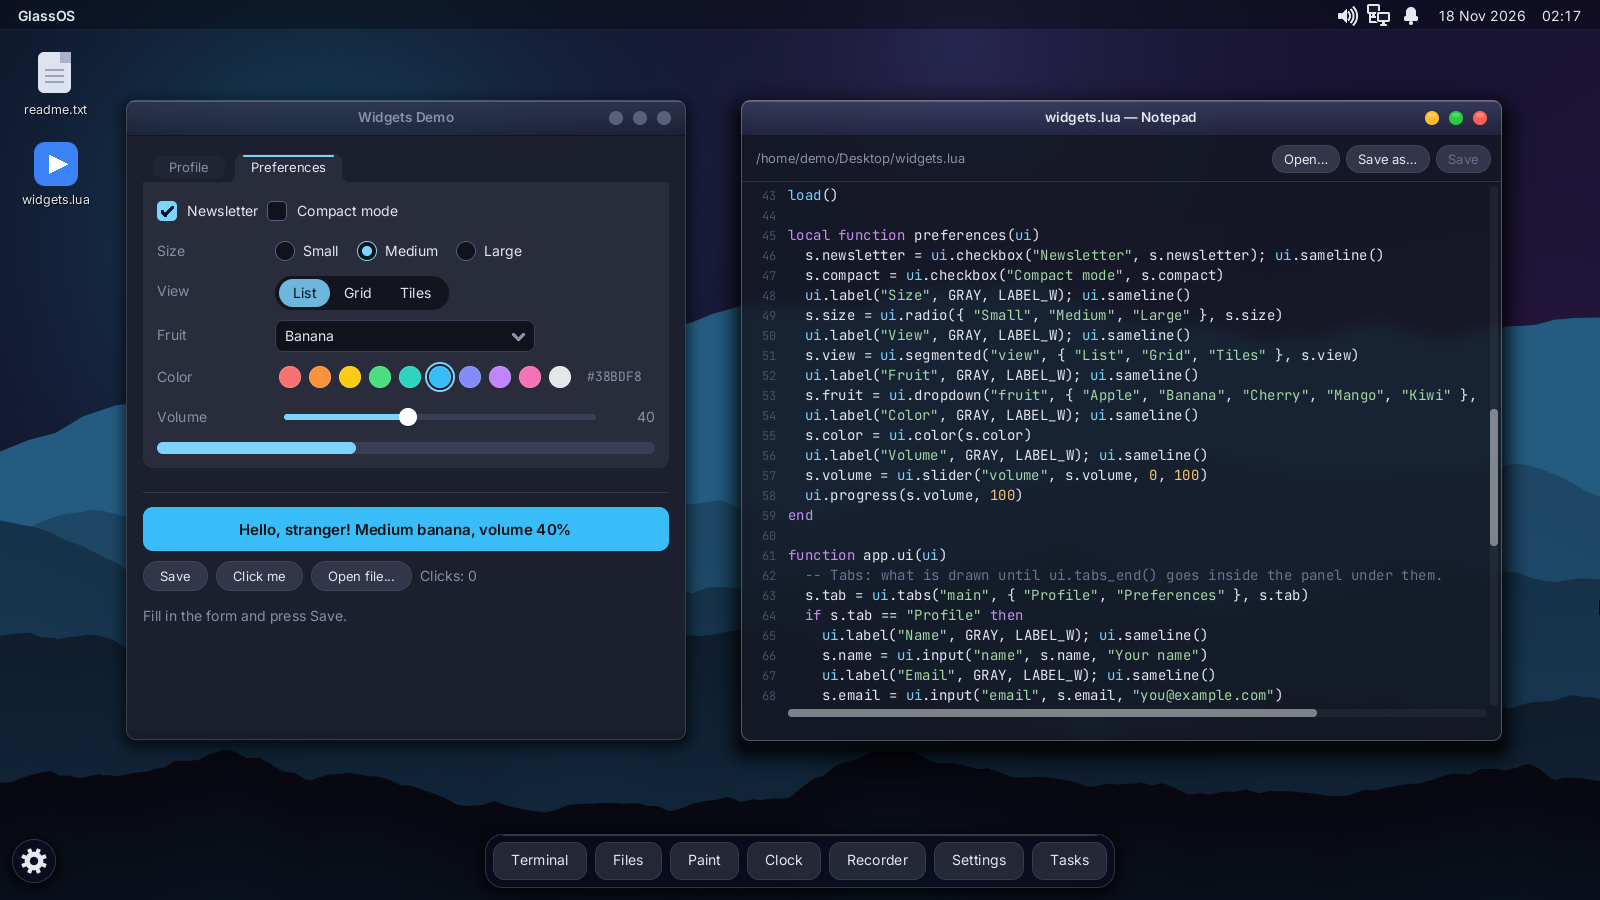 GlassOS
18 Nov 2026 02:17
readme.txt
widgets.lua
Widgets Demo
Profile Preferences
Newsletter Compact mode
Size Small Medium Large
View List Grid Tiles
Fruit Banana
Color #38BDF8
Volume 40
Hello, stranger! Medium banana, volume 40%
Save Click me Open file... Clicks: 0
Fill in the form and press Save.
widgets.lua — Notepad
/home/demo/Desktop/widgets.lua Open... Save as... Save
43 load()
44
45 local function preferences(ui)
46 s.newsletter = ui.checkbox("Newsletter", s.newsletter); ui.sameline()
47 s.compact = ui.checkbox("Compact mode", s.compact)
48 ui.label("Size", GRAY, LABEL_W); ui.sameline()
49 s.size = ui.radio({ "Small", "Medium", "Large" }, s.size)
50 ui.label("View", GRAY, LABEL_W); ui.sameline()
51 s.view = ui.segmented("view", { "List", "Grid", "Tiles" }, s.view)
52 ui.label("Fruit", GRAY, LABEL_W); ui.sameline()
53 s.fruit = ui.dropdown("fruit", { "Apple", "Banana", "Cherry", "Mango", "Kiwi" },
54 ui.label("Color", GRAY, LABEL_W); ui.sameline()
55 s.color = ui.color(s.color)
56 ui.label("Volume", GRAY, LABEL_W); ui.sameline()
57 s.volume = ui.slider("volume", s.volume, 0, 100)
58 ui.progress(s.volume, 100)
59 end
60
61 function app.ui(ui)
62 -- Tabs: what is drawn until ui.tabs_end() goes inside the panel under them.
63 s.tab = ui.tabs("main", { "Profile", "Preferences" }, s.tab)
64 if s.tab == "Profile" then
65 ui.label("Name", GRAY, LABEL_W); ui.sameline()
66 s.name = ui.input("name", s.name, "Your name")
67 ui.label("Email", GRAY, LABEL_W); ui.sameline()
68 s.email = ui.input("email", s.email, "you@example.com")
Terminal Files Paint Clock Recorder Settings Tasks